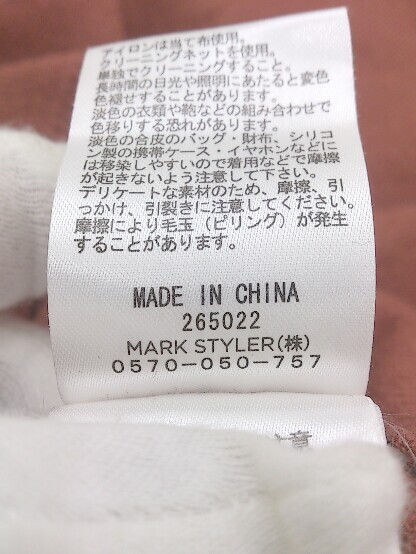 アイロンは当て布使用。
クリーニングネットを使用。
単独でクリーニングすること。
長時間の日光や照明にあたると変色
色褪せすることがあります。
淡色の衣類や鞄などの組み合わせで
色移りする恐れがあります。
淡色の合皮のバッグ・財布、シリコ
ン製の携帯ケース・イヤホンなどに
は移染しやすいので着用などで摩擦
が起きないよう注意して下さい。
デリケートな素材のため、摩擦、引
っかけ、引裂きに注意してください。
摩擦により毛玉（ピリング）が発生
することがあります。
MADE IN CHINA
265022
MARK STYLER(株)
0570-050-757
意